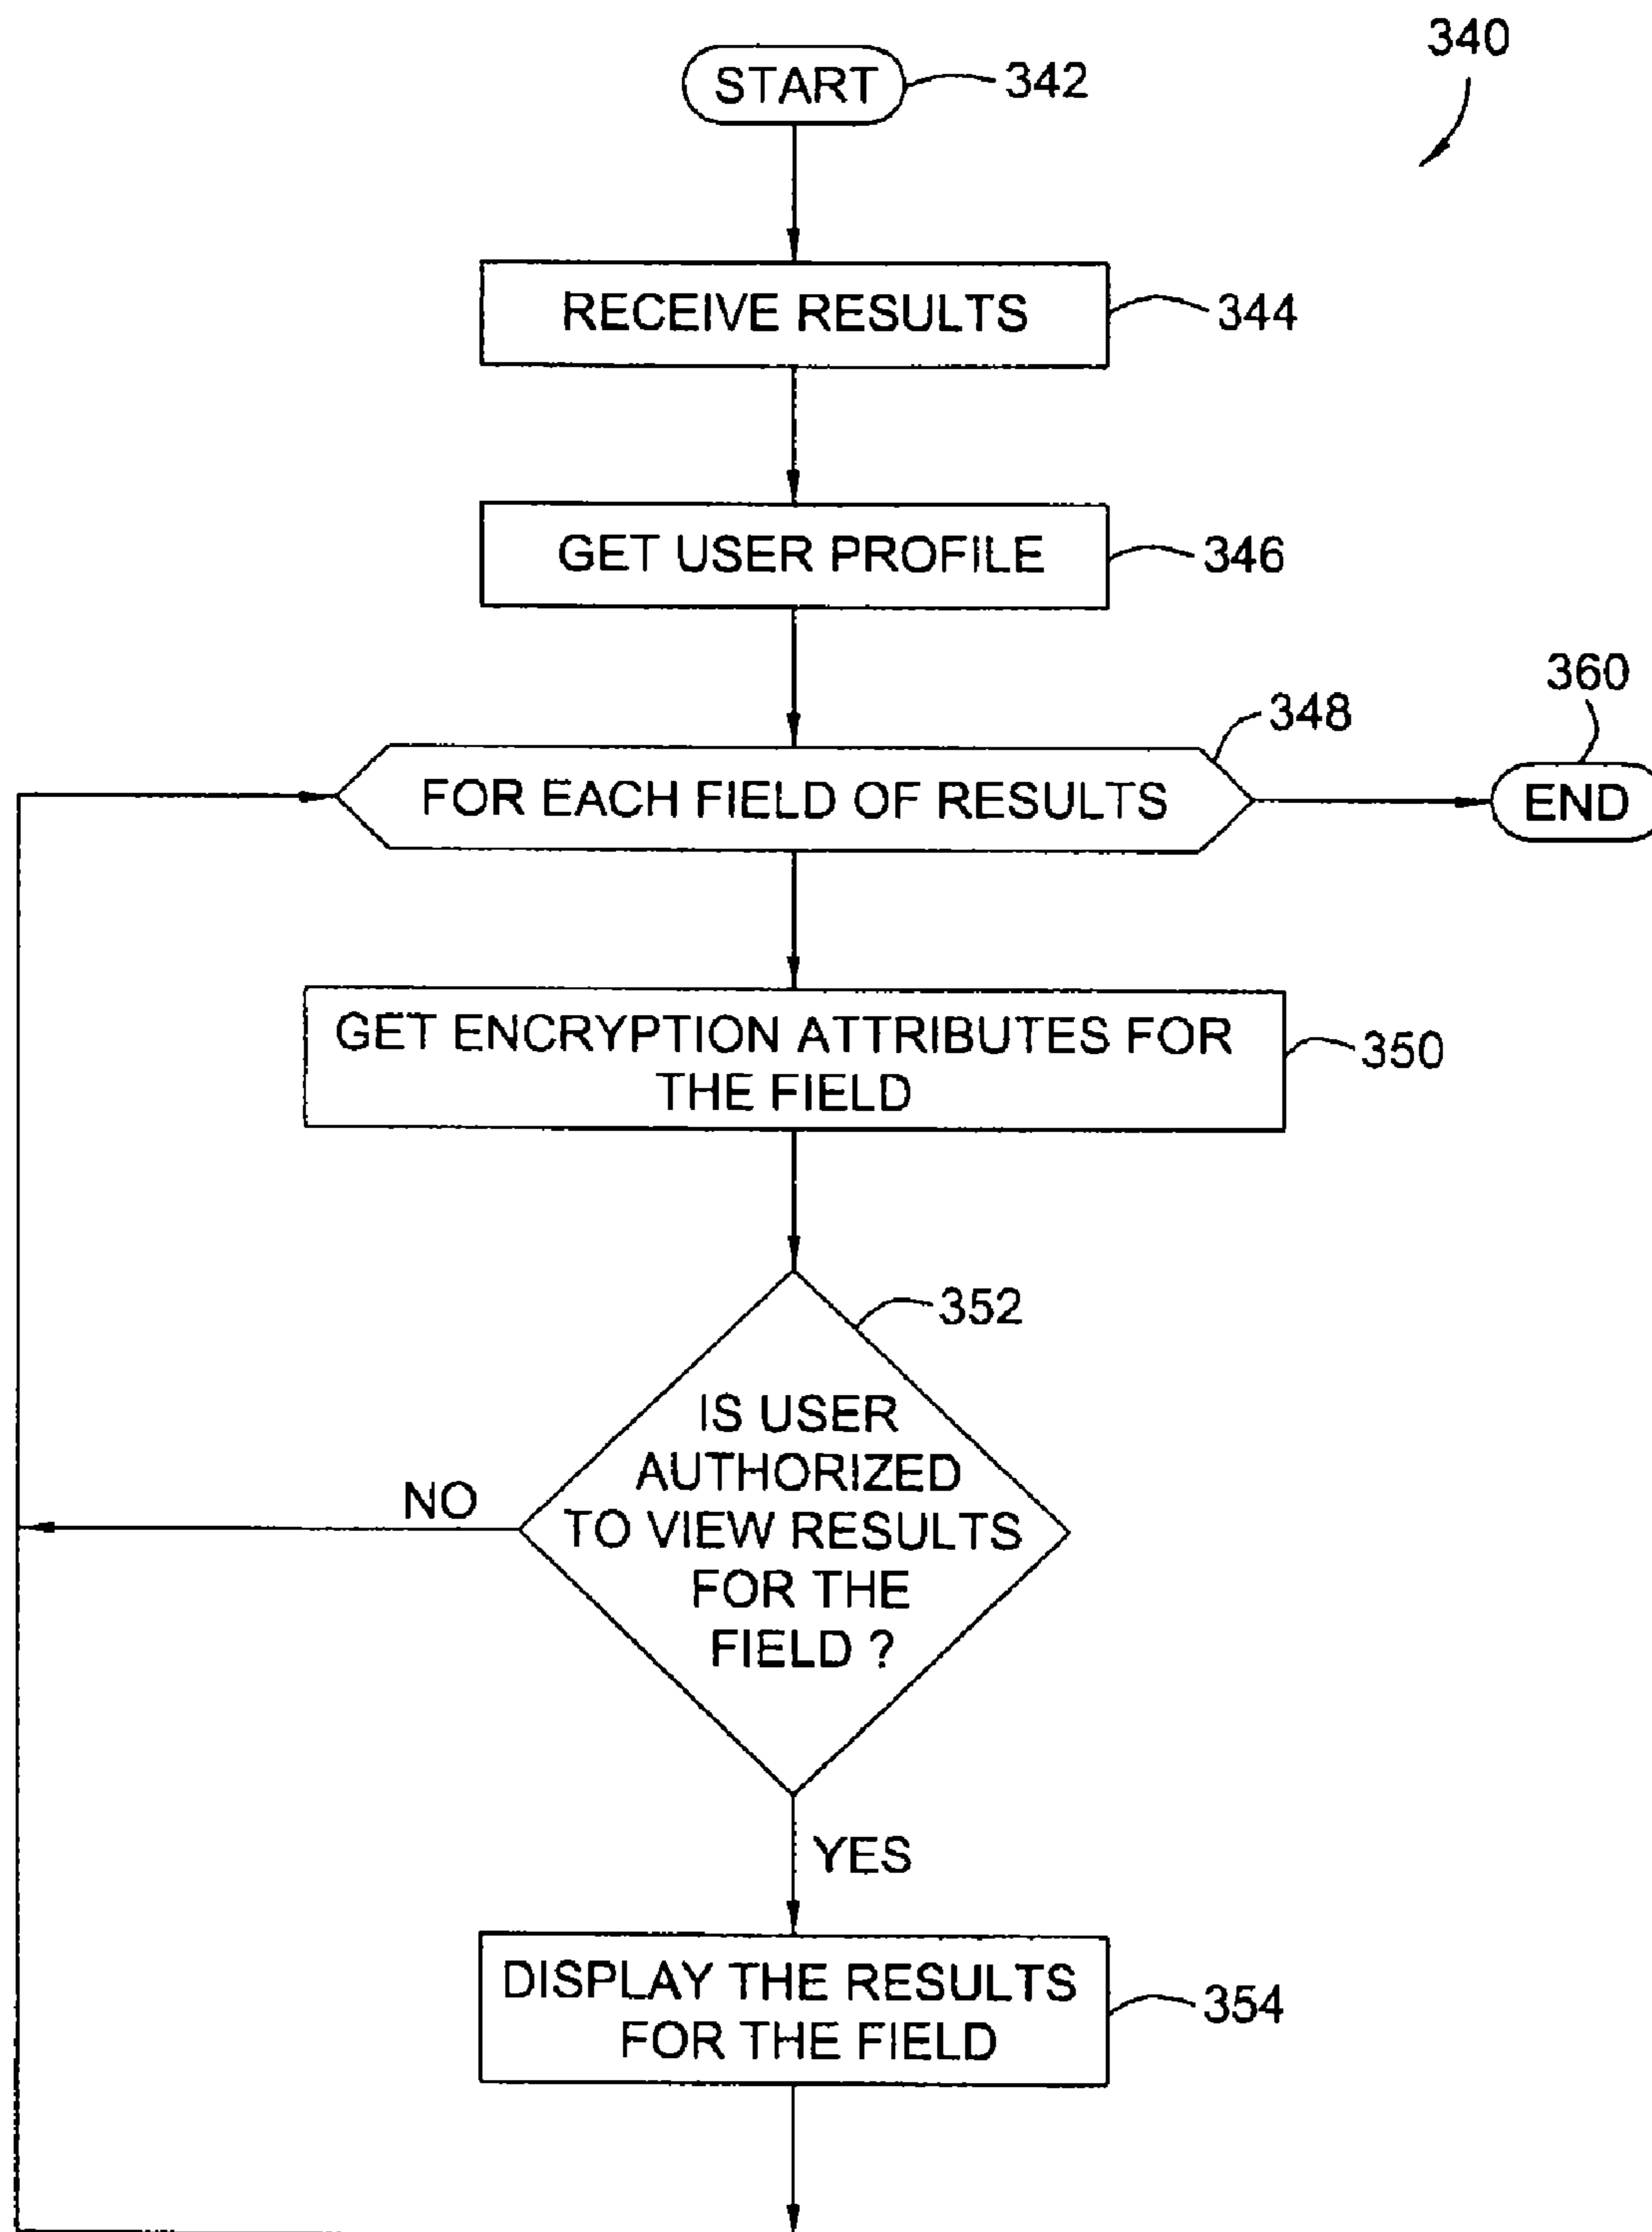 340
START
342
RECEIVE RESULTS
344
GET USER PROFILE
346
360
348
FOR EACH FIELD OF RESULTS
END
GET ENCRYPTION ATTRIBUTES FOR
THE FIELD
350
352
IS USER
AUTHORIZED
TO VIEW RESULTS
FOR THE
FIELD ?
NO
YES
DISPLAY THE RESULTS
FOR THE FIELD
354